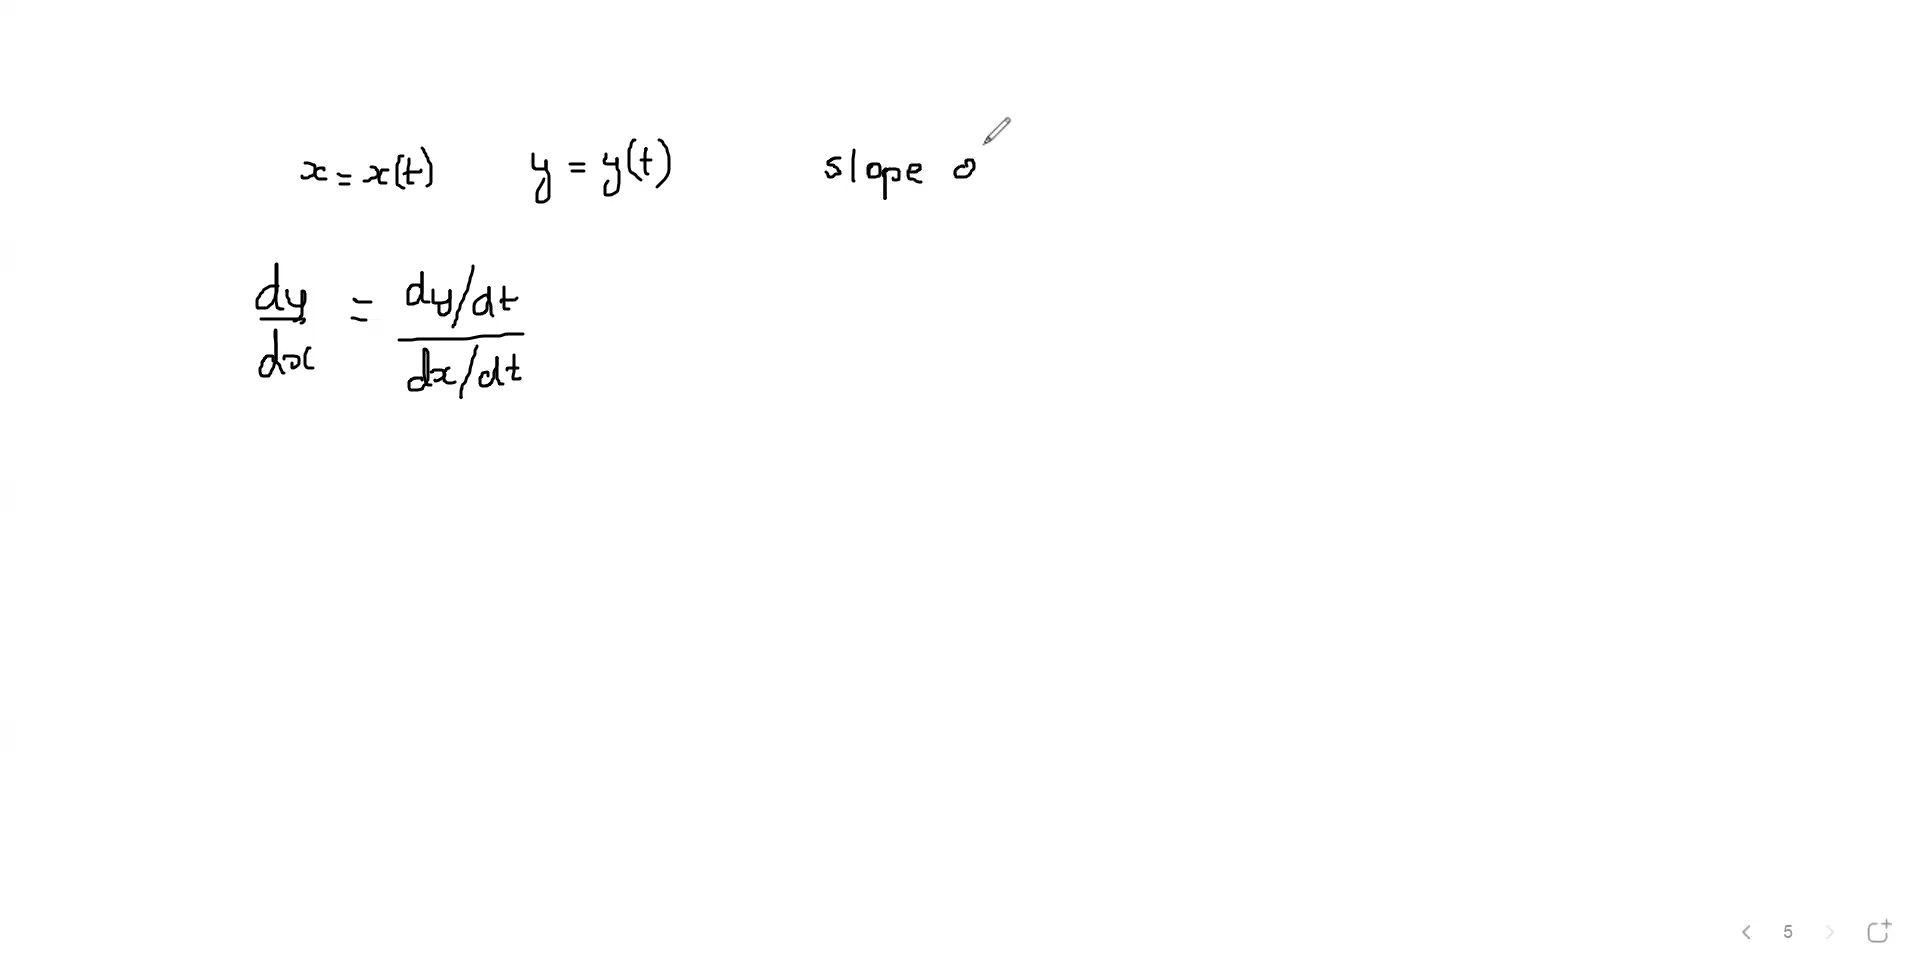 x = x(t) y = y(t) slope o
dy/dx = (dy/dt)/(dx/dt)
5